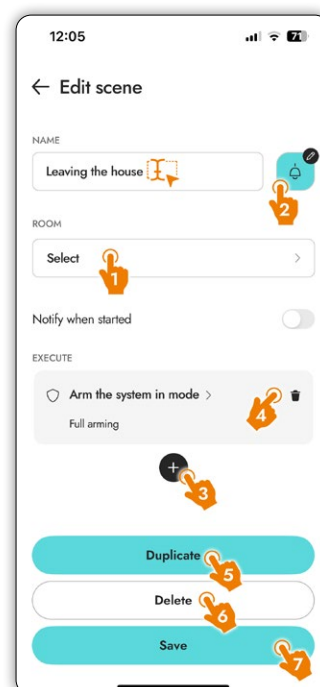 12:05
71
Edit scene
NAME
Leaving the house
2
ROOM
Select
1
Notify when started
EXECUTE
Arm the system in mode
4
Full arming
3
Duplicate
5
Delete
6
Save
7